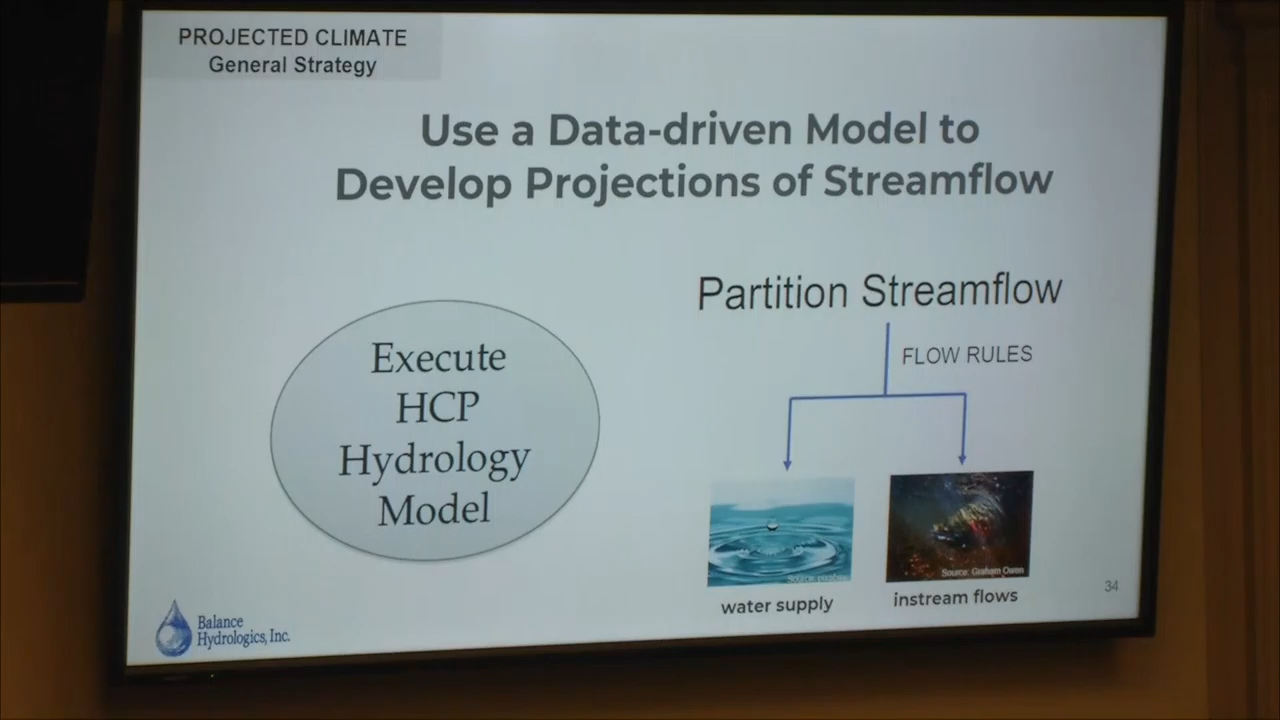 PROJECTED CLIMATE
General Strategy
Use a Data-driven Model to
Develop Projections of Streamflow
Partition Streamflow
FLOW RULES
Execute
HCP
Hydrology
Model
Source:
Source: Graham Owen
water supply
instream flows
34
Balance
Hydrologics, Inc.